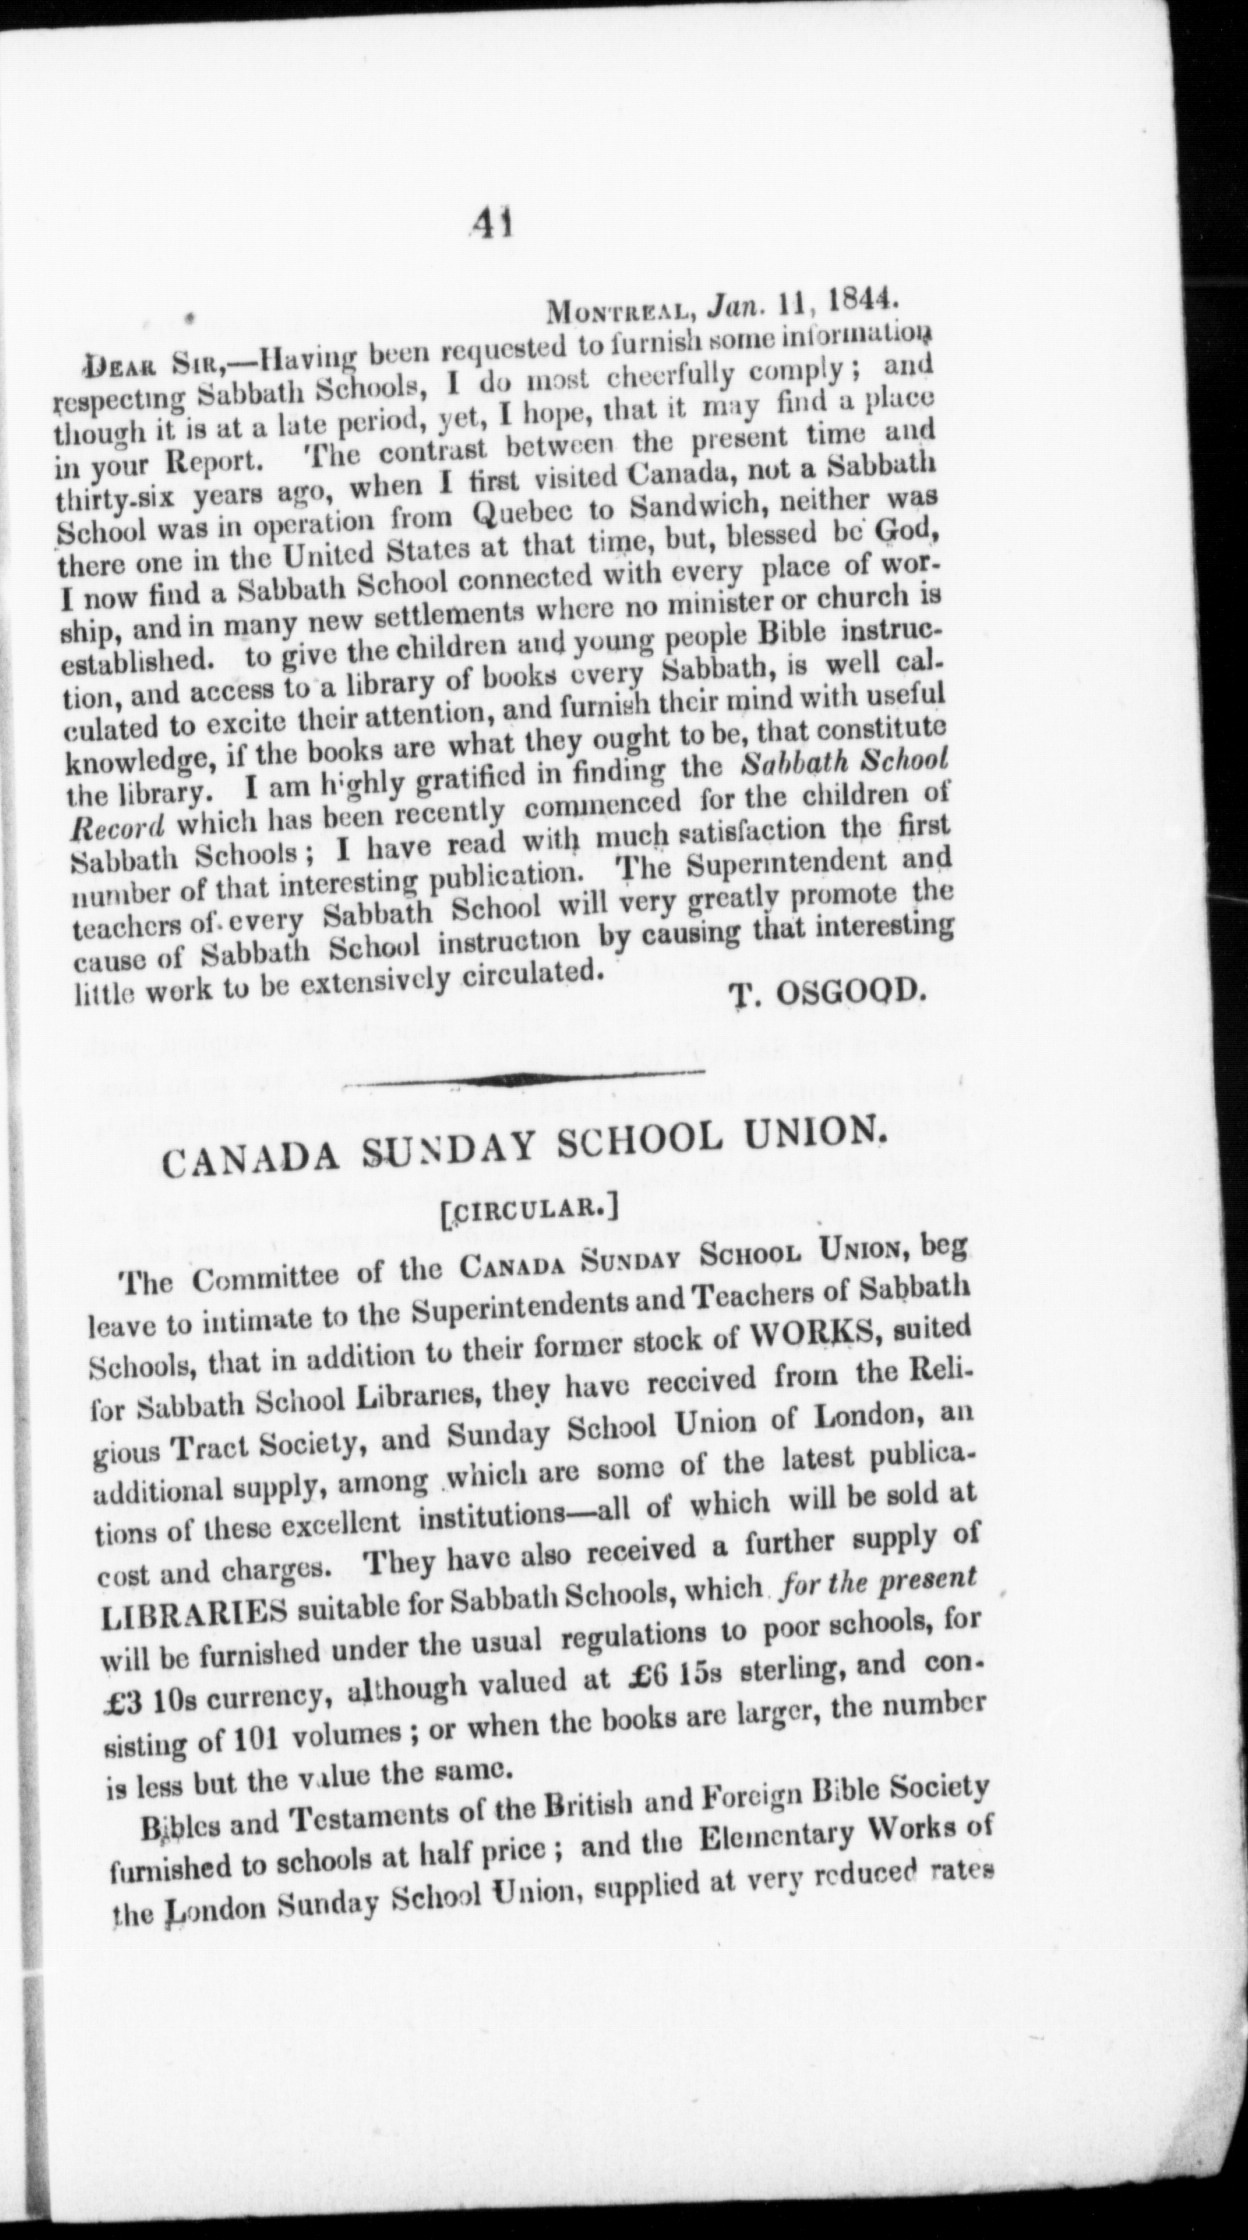 41
MONTREAL, Jan. 11, 1844.
DEAR SIR,—Having been requested to furnish some information
respecting Sabbath Schools, I do most cheerfully comply; and
though it is at a late period, yet, I hope, that it may find a place
in your Report. The contrast between the present time and
thirty-six years ago, when I first visited Canada, not a Sabbath
School was in operation from Quebec to Sandwich, neither was
there one in the United States at that time, but, blessed be God,
I now find a Sabbath School connected with every place of wor-
ship, and in many new settlements where no minister or church is
established. to give the children and young people Bible instruc-
tion, and access to a library of books every Sabbath, is well cal-
culated to excite their attention, and furnish their mind with useful
knowledge, if the books are what they ought to be, that constitute
the library. I am highly gratified in finding the Sabbath School
Record which has been recently commenced for the children of
Sabbath Schools; I have read with much satisfaction the first
number of that interesting publication. The Superintendent and
teachers of every Sabbath School will very greatly promote the
cause of Sabbath School instruction by causing that interesting
little work to be extensively circulated.
T. OSGOOD.
CANADA SUNDAY SCHOOL UNION.
[CIRCULAR.]
The Committee of the CANADA SUNDAY SCHOOL UNION, beg
leave to intimate to the Superintendents and Teachers of Sabbath
Schools, that in addition to their former stock of WORKS, suited
for Sabbath School Libraries, they have received from the Reli-
gious Tract Society, and Sunday School Union of London, an
additional supply, among which are some of the latest publica-
tions of these excellent institutions—all of which will be sold at
cost and charges. They have also received a further supply of
LIBRARIES suitable for Sabbath Schools, which for the present
will be furnished under the usual regulations to poor schools, for
£3 10s currency, although valued at £6 15s sterling, and con-
sisting of 101 volumes; or when the books are larger, the number
is less but the value the same.
Bibles and Testaments of the British and Foreign Bible Society
furnished to schools at half price; and the Elementary Works of
the London Sunday School Union, supplied at very reduced rates